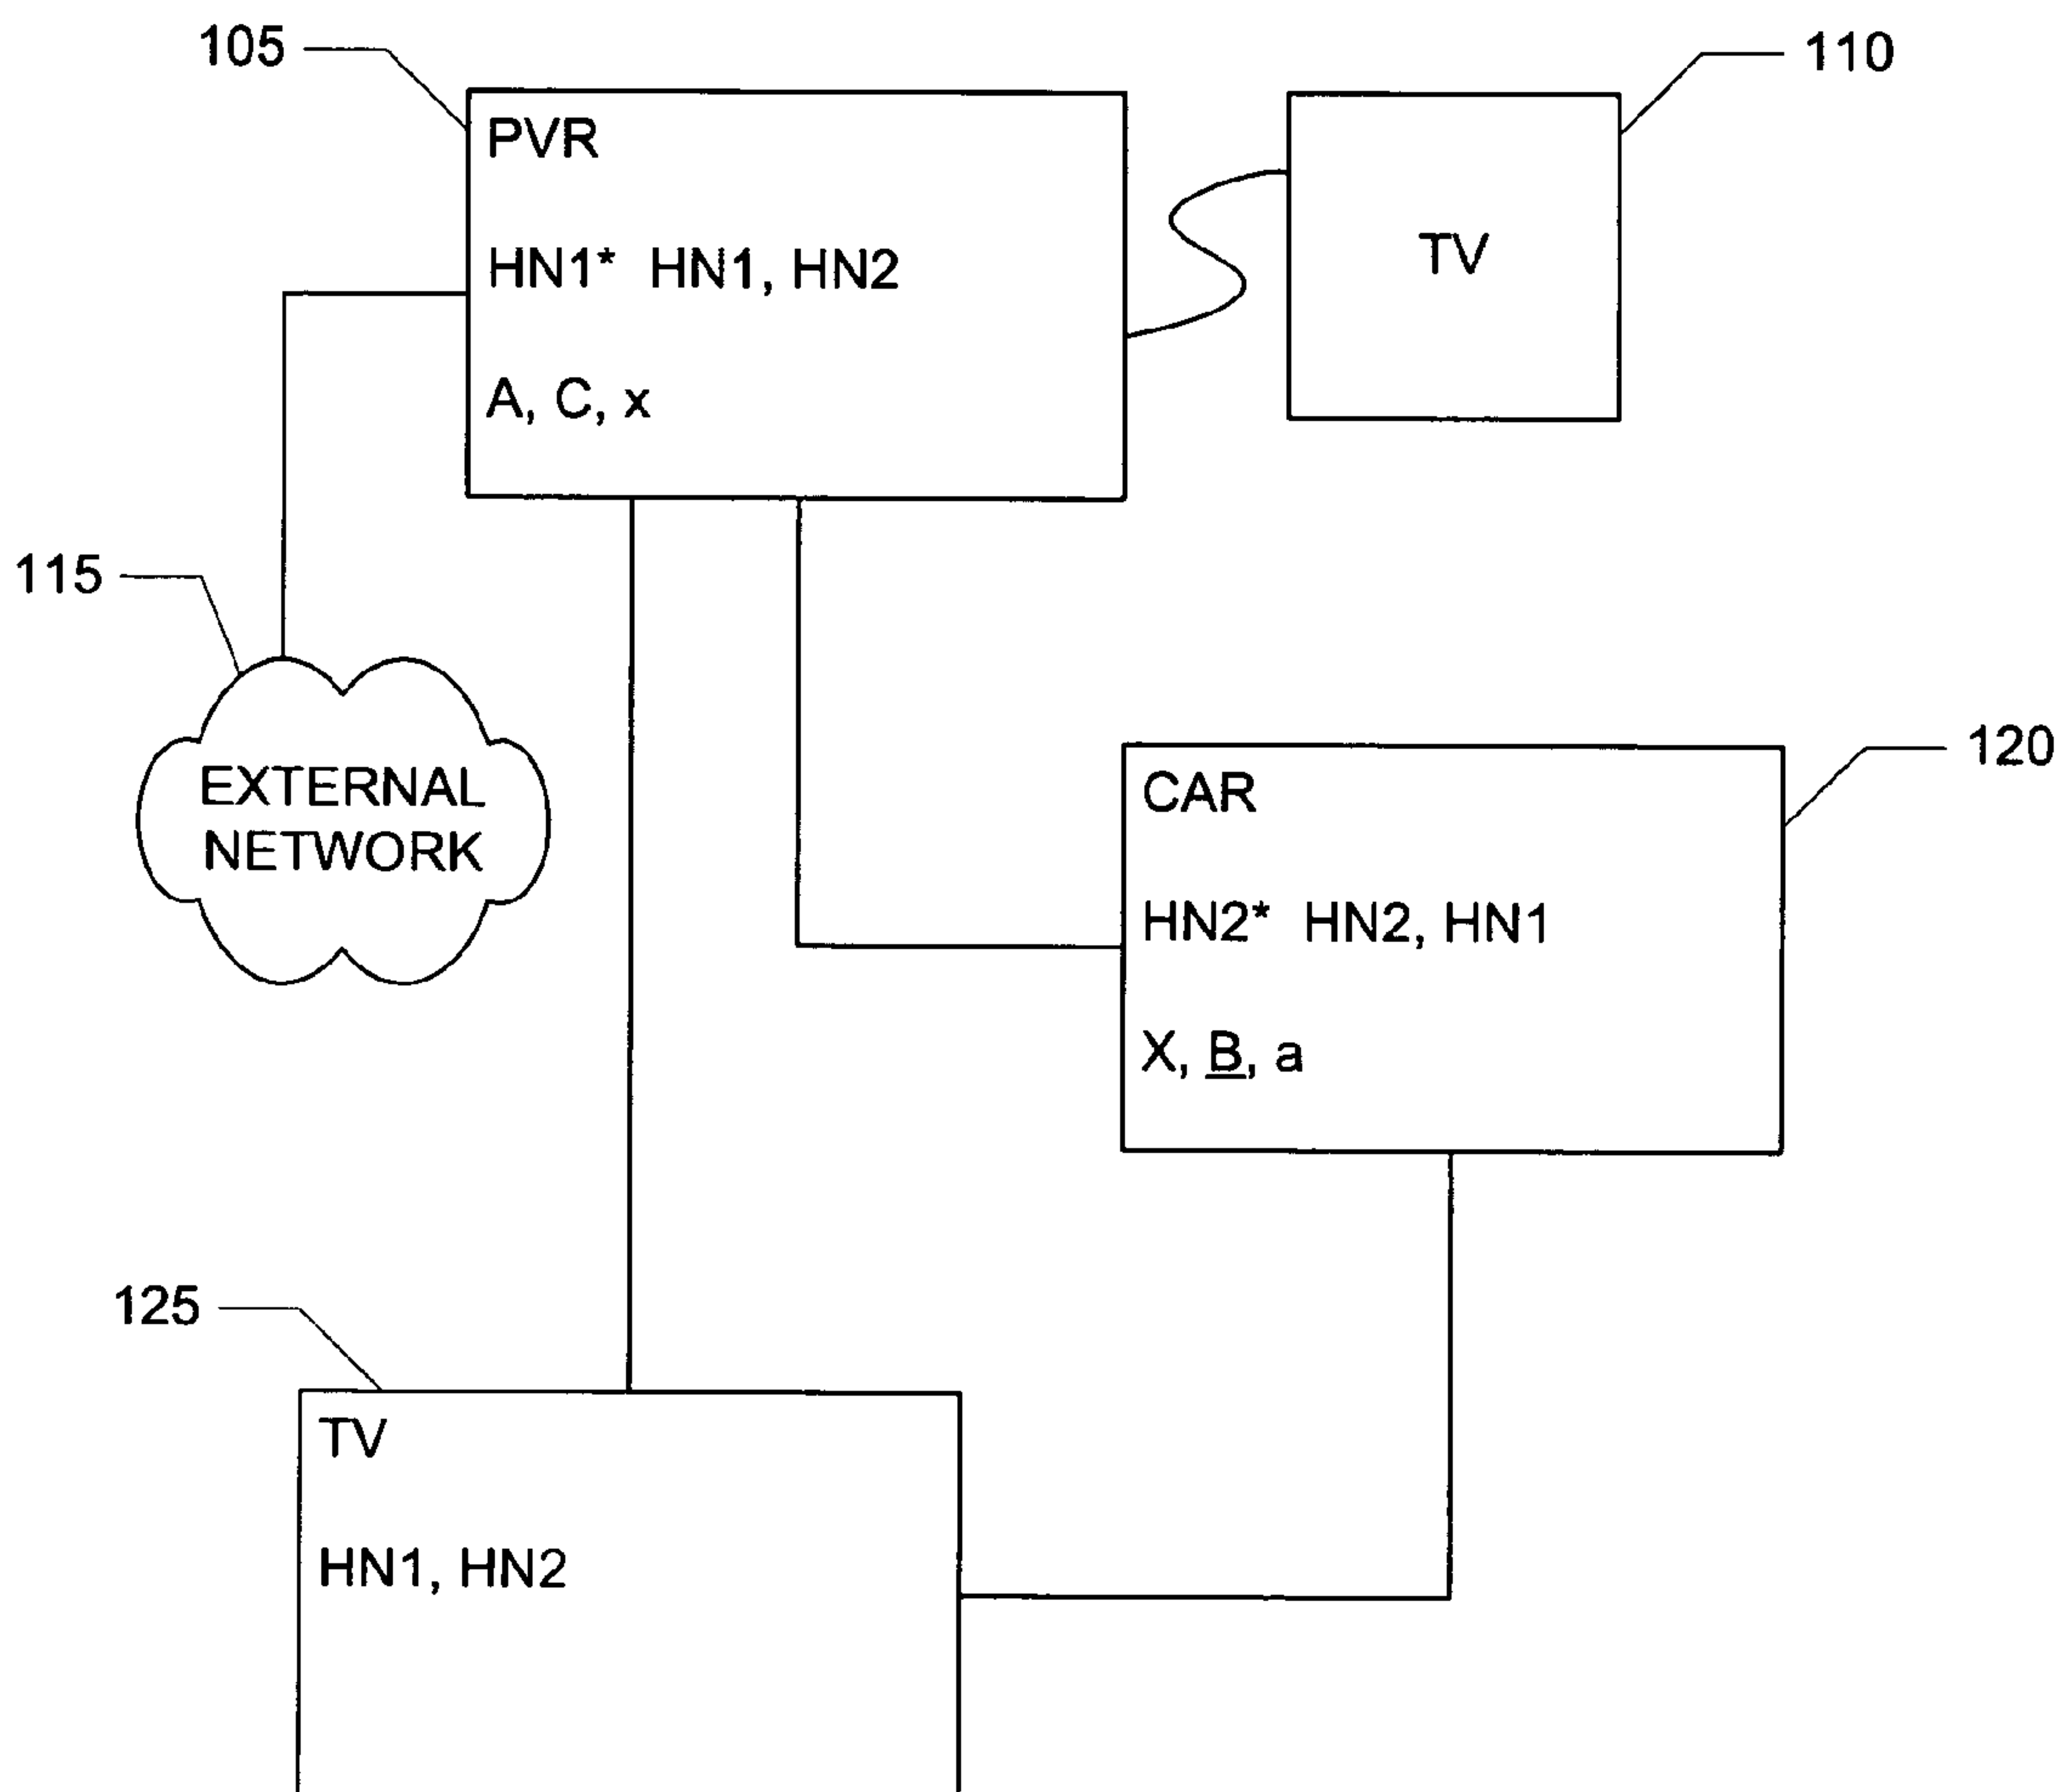 105
110
PVR
HN1* HN1, HN2
A, C, x
TV
115
EXTERNAL
NETWORK
120
CAR
HN2* HN2, HN1
X, B, a
125
TV
HN1, HN2